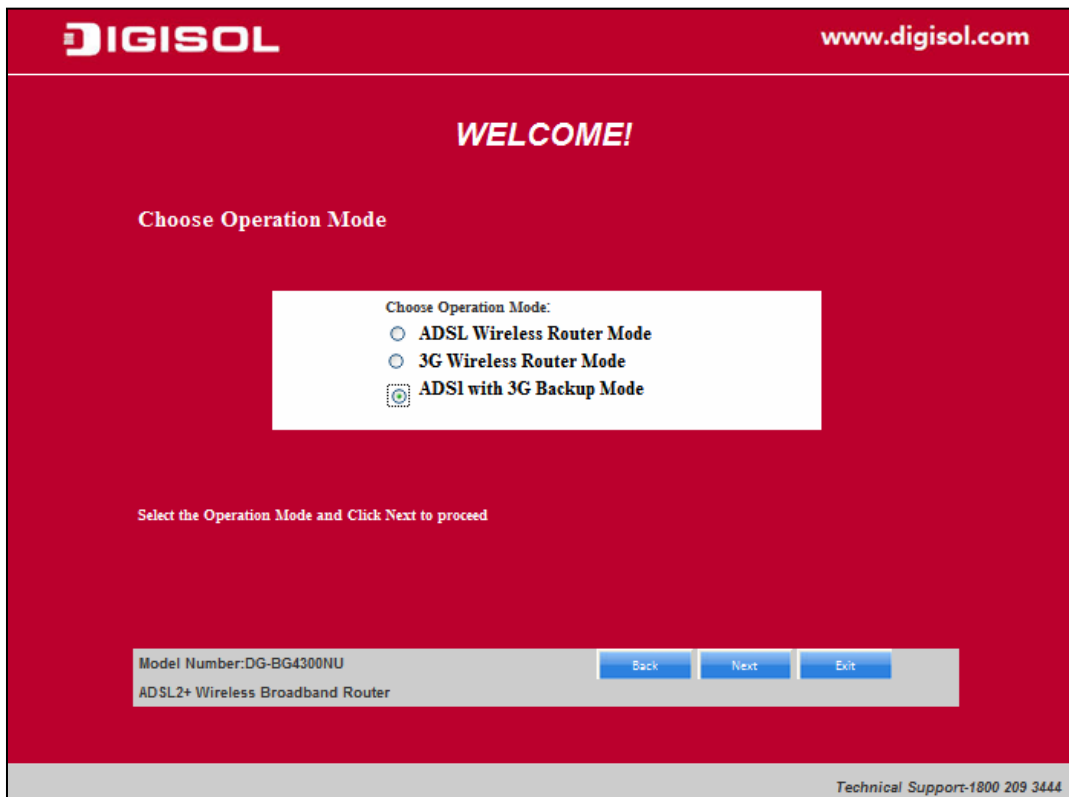 DIGISOL
www.digisol.com
WELCOME!
Choose Operation Mode
Choose Operation Mode:
ADSL Wireless Router Mode
3G Wireless Router Mode
ADSl with 3G Backup Mode
Select the Operation Mode and Click Next to proceed
Model Number:DG-BG4300NU
Back Next Exit
ADSL2+ Wireless Broadband Router
Technical Support-1800 209 3444